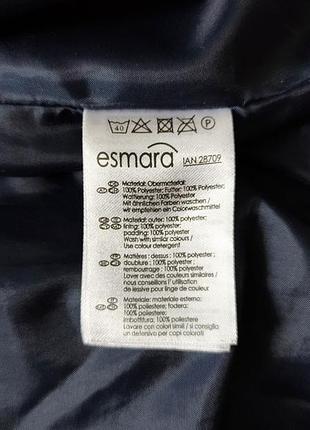 40 P
esmara IAN 28709
Material: Obermaterial:
100% Polyester; Futter: 100% Polyester;
Wattierung: 100% Polyester
Mit ähnlichen Farben waschen /
wir empfehlen ein Colorwaschmittel
Material: outer: 100% polyester;
lining: 100% polyester;
padding: 100% polyester
Wash with similar colours /
Use colour detergent
Matières : dessus : 100% polyester ;
doublure : 100% polyester ;
rembourrage : 100% polyester
Laver avec des couleurs similaires /
nous conseillons l' utilisation
de lessive pour linge de couleur
Materiale: materiale esterno:
100% poliestere; fodera: 100%
poliestere;
imbottitura: 100% poliestere
Lavare con colori simili / si consiglia
un detersivo per capi colorati